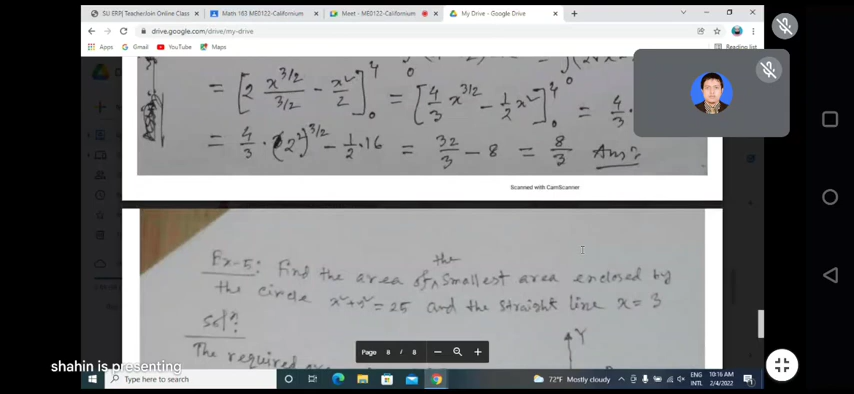 SU ERP| TeacherJoin Online Class
Math 163 ME0122-Californium
Meet - ME0122-Californium
My Drive - Google Drive
drive.google.com/drive/my-drive
Apps
Gmail
YouTube
Maps
Reading list
= [2 x^{3/2}/{3/2} - x²/2]₀⁴ = [4/3 x^{3/2} - 1/2 x²]₀⁴ = 4/3 ·
= 4/3 · (2²)^{3/2} - 1/2 · 16 = 32/3 - 8 = 8/3 Ans:
Scanned with CamScanner
Ex-5: Find the area of the smallest area enclosed by
the circle x²+y² = 25 and the straight line x = 3
Solⁿ:
Y
The required
Page 8 / 8
shahin is presenting
Type here to search
72°F Mostly cloudy
ENG
INTL
10:16 AM
2/4/2022